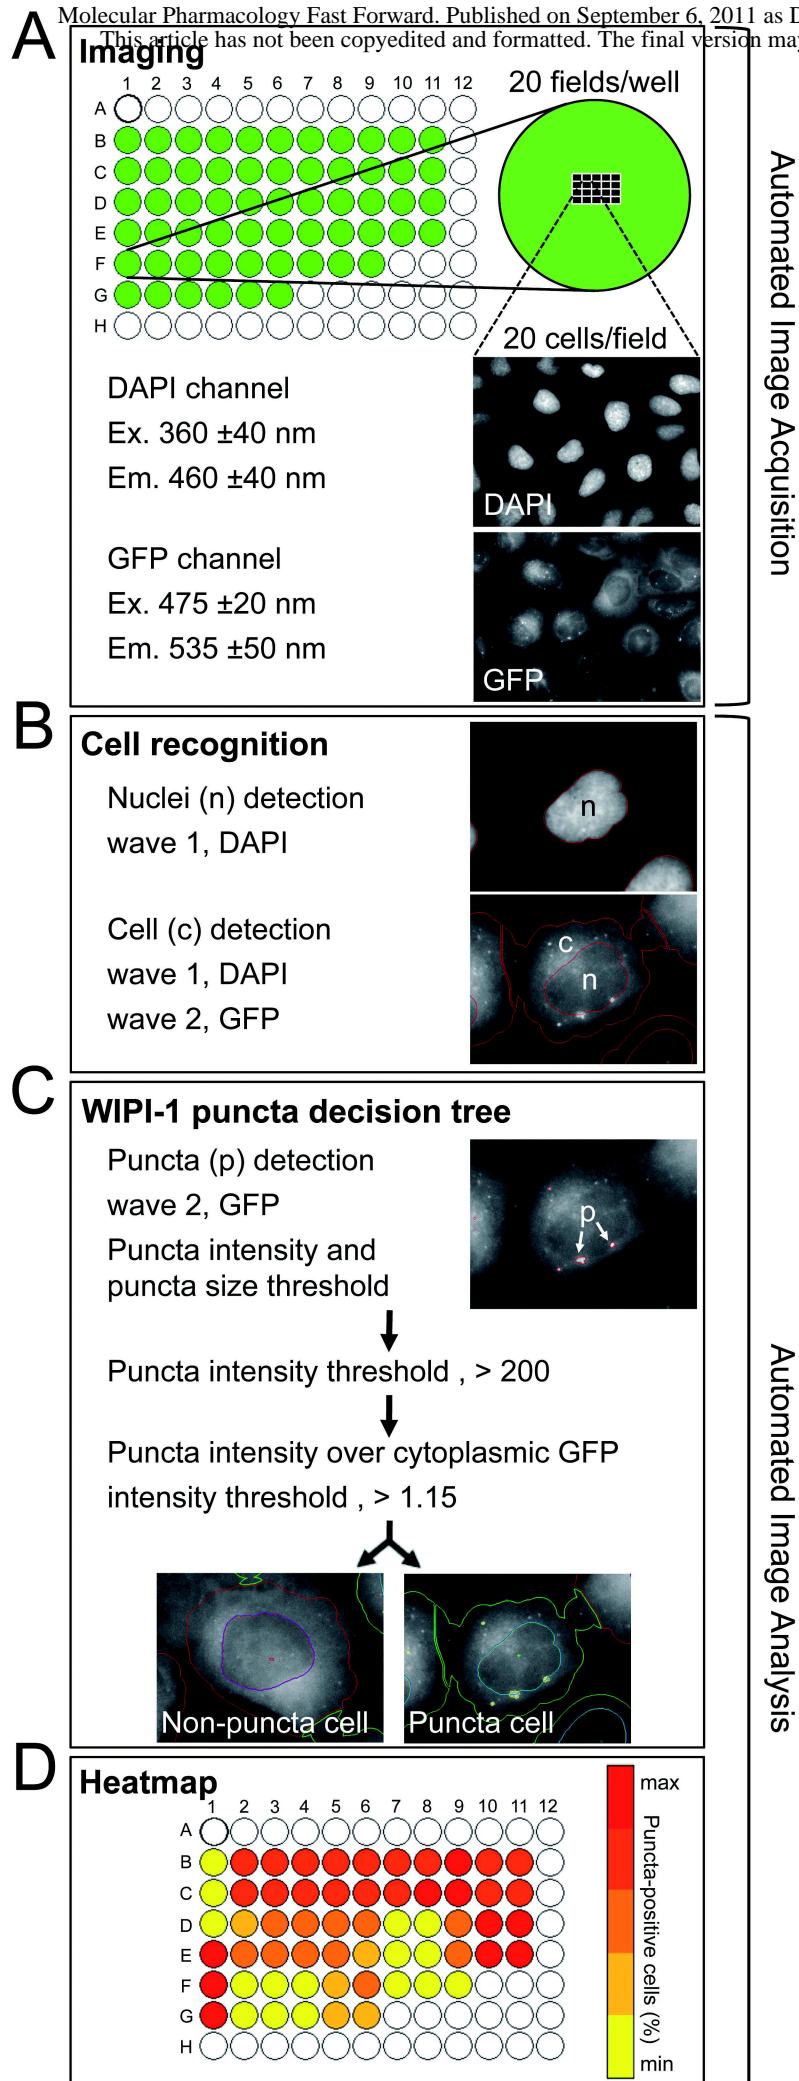 Molecular Pharmacology Fast Forward. Published on September 6, 2011 as D
This article has not been copyedited and formatted. The final version may
A
Imaging
1 2 3 4 5 6 7 8 9 10 11 12
A
B
C
D
E
F
G
H
20 fields/well
20 cells/field
DAPI channel
Ex. 360 ±40 nm
Em. 460 ±40 nm
DAPI
GFP channel
Ex. 475 ±20 nm
Em. 535 ±50 nm
GFP
Automated Image Acquisition
B
Cell recognition
Nuclei (n) detection
wave 1, DAPI
n
Cell (c) detection
wave 1, DAPI
wave 2, GFP
c
n
C
WIPI-1 puncta decision tree
Puncta (p) detection
wave 2, GFP
Puncta intensity and
puncta size threshold
p
Puncta intensity threshold , > 200
Puncta intensity over cytoplasmic GFP
intensity threshold , > 1.15
Non-puncta cell
Puncta cell
Automated Image Analysis
D
Heatmap
1 2 3 4 5 6 7 8 9 10 11 12
A
B
C
D
E
F
G
H
max
Puncta-positive cells (%)
min